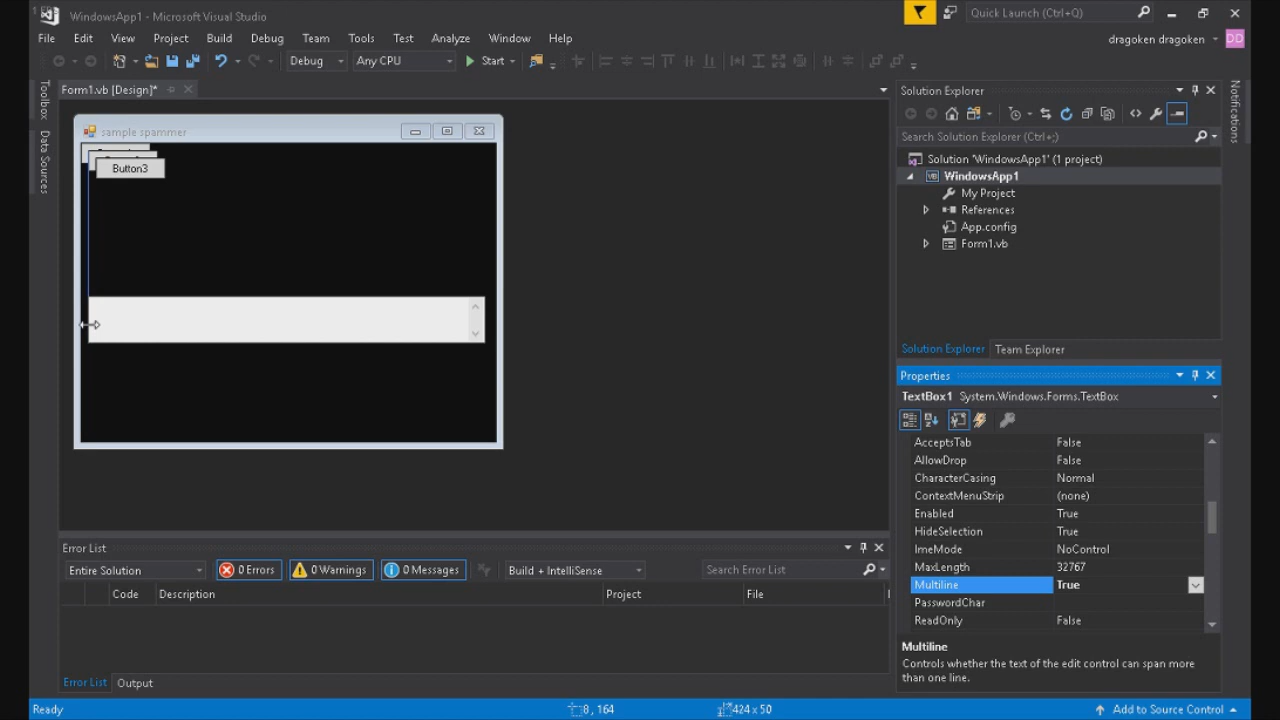 WindowsApp1 - Microsoft Visual Studio
Quick Launch (Ctrl+Q)
File Edit View Project Build Debug Team Tools Test Analyze Window Help
dragoken dragoken DD
Debug Any CPU Start
Toolbox
Data Sources
Form1.vb [Design]*
sample spammer
Button3
Solution Explorer
Search Solution Explorer (Ctrl+;)
Solution 'WindowsApp1' (1 project)
VB WindowsApp1
My Project
References
App.config
Form1.vb
Solution Explorer Team Explorer
Notifications
Properties
TextBox1 System.Windows.Forms.TextBox
AcceptsTab False
AllowDrop False
CharacterCasing Normal
ContextMenuStrip (none)
Enabled True
HideSelection True
ImeMode NoControl
MaxLength 32767
Multiline True
PasswordChar
ReadOnly False
Multiline
Controls whether the text of the edit control can span more
than one line.
Error List
Entire Solution 0 Errors 0 Warnings 0 Messages Build + IntelliSense Search Error List
Code Description Project File
Error List Output
Ready 8, 164 424 x 50 Add to Source Control